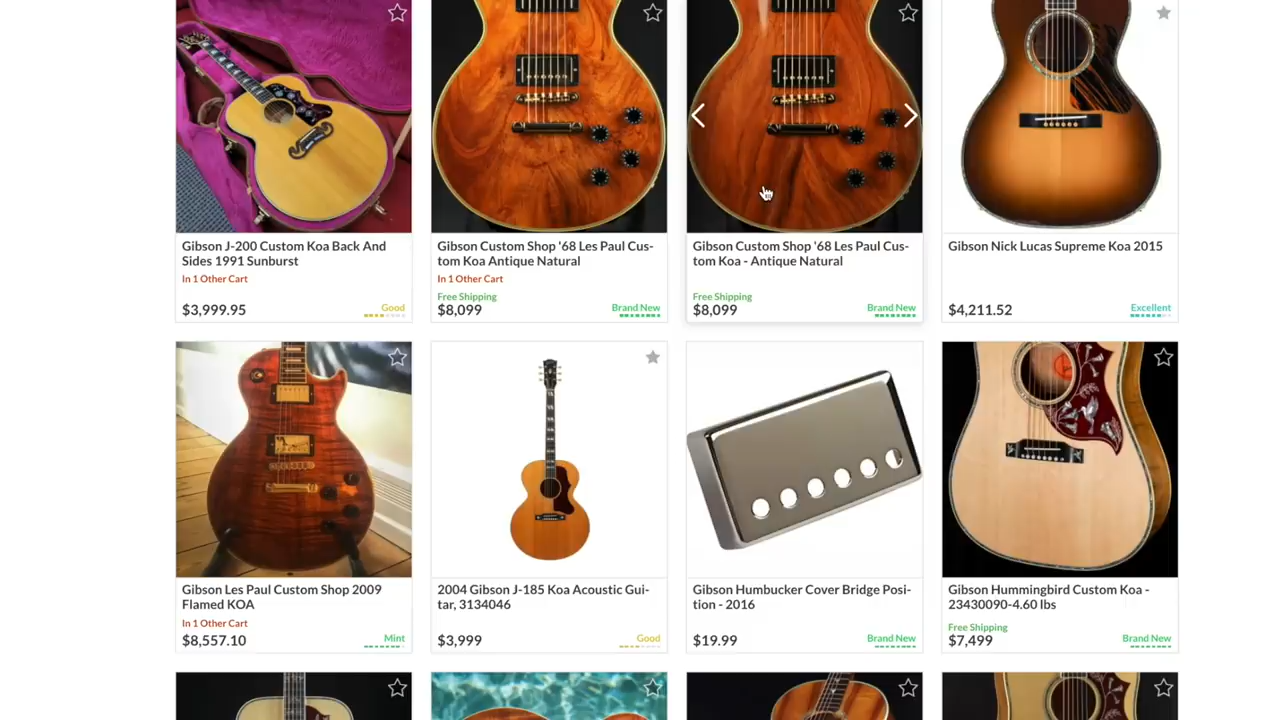 Gibson J-200 Custom Koa Back And
Sides 1991 Sunburst
In 1 Other Cart
$3,999.95
Good
Gibson Custom Shop '68 Les Paul Cus-
tom Koa Antique Natural
In 1 Other Cart
Free Shipping
$8,099
Brand New
Gibson Custom Shop '68 Les Paul Cus-
tom Koa - Antique Natural
Free Shipping
$8,099
Brand New
Gibson Nick Lucas Supreme Koa 2015
$4,211.52
Excellent
Gibson Les Paul Custom Shop 2009
Flamed KOA
In 1 Other Cart
$8,557.10
Mint
2004 Gibson J-185 Koa Acoustic Gui-
tar, 3134046
$3,999
Good
Gibson Humbucker Cover Bridge Posi-
tion - 2016
$19.99
Brand New
Gibson Hummingbird Custom Koa -
23430090-4.60 lbs
Free Shipping
$7,499
Brand New